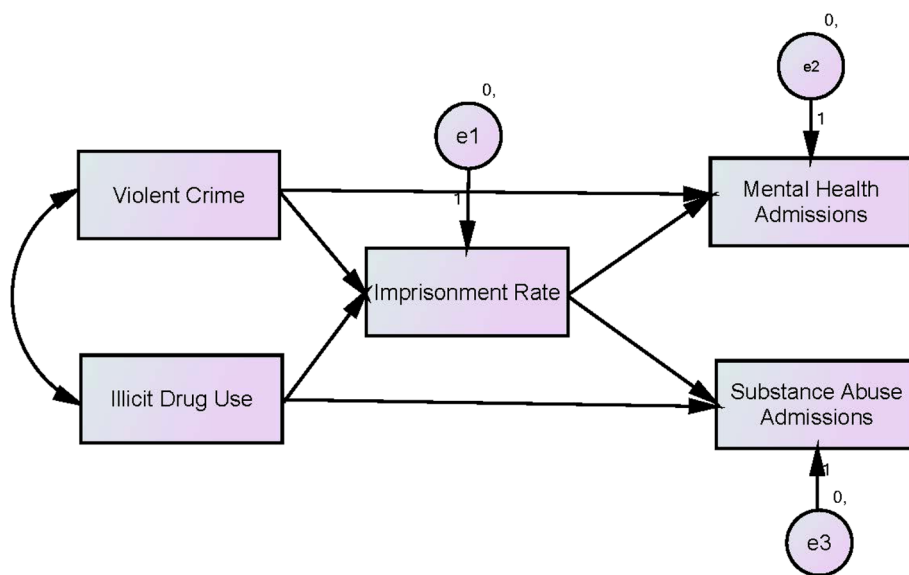 0,
e2
1
0,
e1
1
Violent Crime
Mental Health
Admissions
Imprisonment Rate
Illicit Drug Use
Substance Abuse
Admissions
1
0,
e3